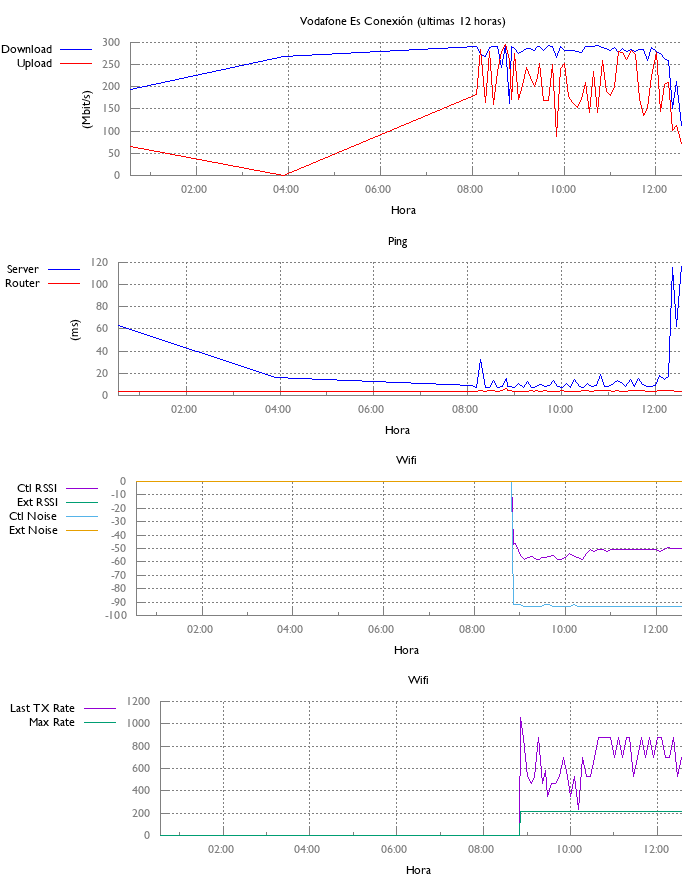 Vodafone Es Conexión (ultimas 12 horas)
Download
Upload
300
250
200
150
100
50
0
(Mbit/s)
02:00 04:00 06:00 08:00 10:00 12:00
Hora
Ping
Server
Router
120
100
80
60
40
20
0
(ms)
02:00 04:00 06:00 08:00 10:00 12:00
Hora
Wifi
Ctl RSSI
Ext RSSI
Ctl Noise
Ext Noise
0
-10
-20
-30
-40
-50
-60
-70
-80
-90
-100
02:00 04:00 06:00 08:00 10:00 12:00
Hora
Wifi
Last TX Rate
Max Rate
1200
1000
800
600
400
200
0
02:00 04:00 06:00 08:00 10:00 12:00
Hora